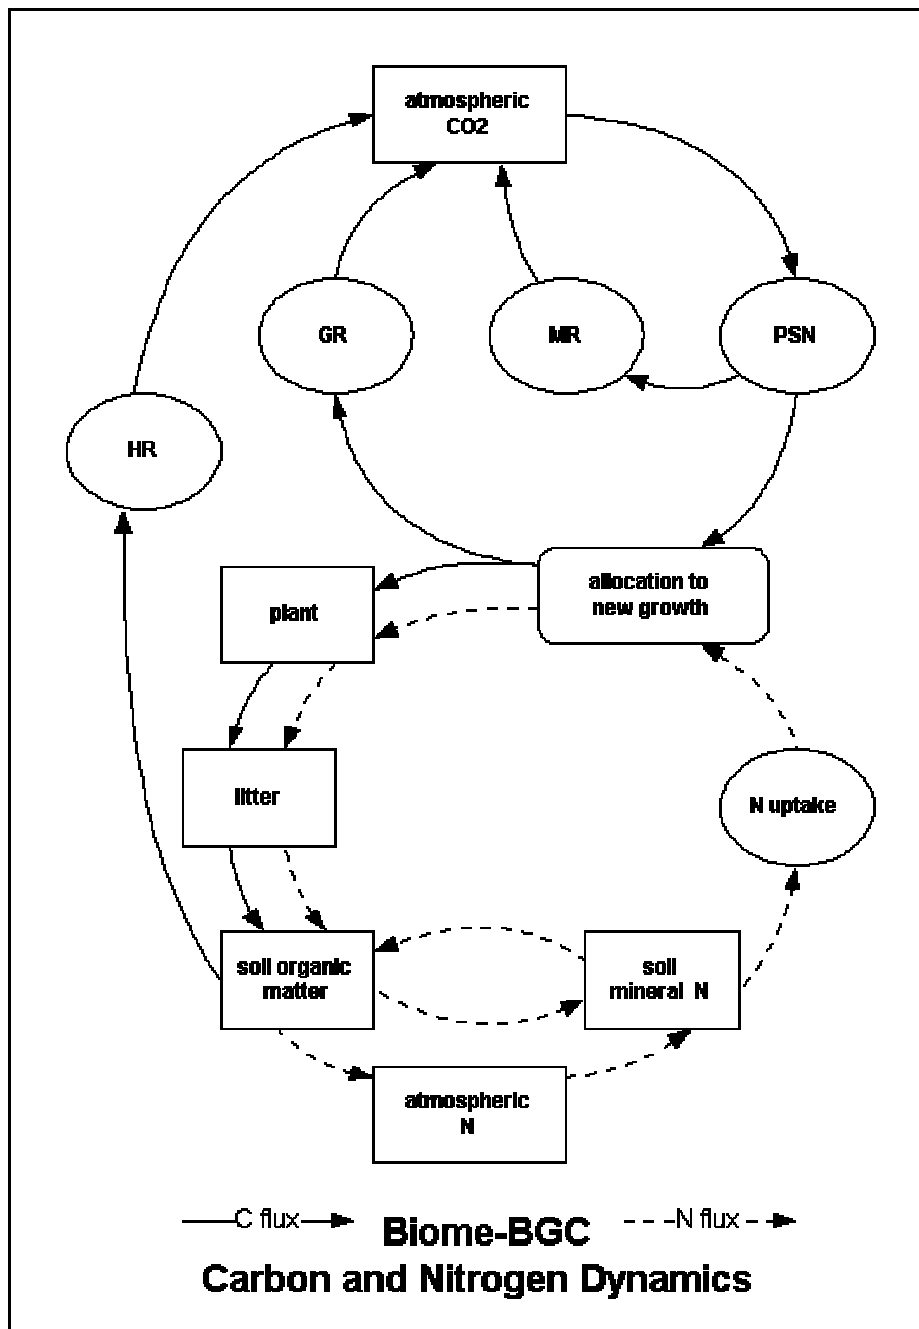 atmospheric
CO2
GR
MR
PSN
HR
allocation to
new growth
plant
litter
N uptake
soil organic
matter
soil
mineral N
atmospheric
N
C flux
N flux
Biome-BGC
Carbon and Nitrogen Dynamics